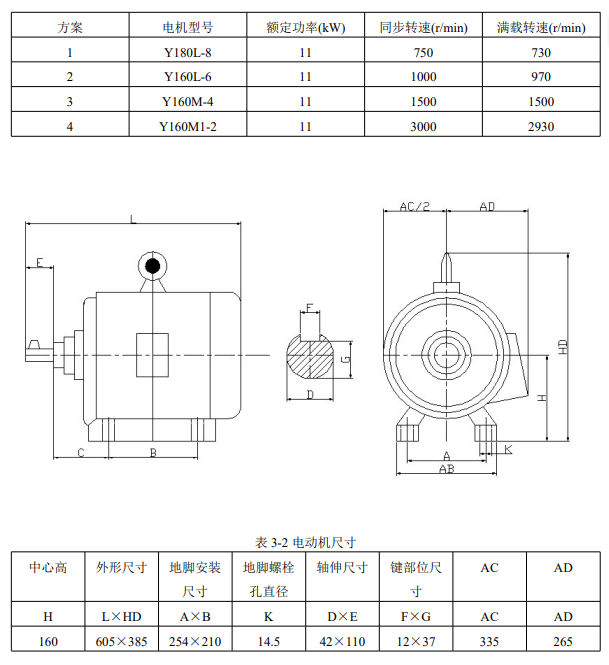 方案 电机型号 额定功率(kW) 同步转速(r/min) 满载转速(r/min)
1 Y180L-8 11 750 730
2 Y160L-6 11 1000 970
3 Y160M-4 11 1500 1500
4 Y160M1-2 11 3000 2930
L
AC/2 AD
E
F
G
D
HD
H
C B
A
K
AB
表 3-2 电动机尺寸
中心高 外形尺寸 地脚安装 地脚螺栓 轴伸尺寸 键部位尺 AC AD
尺寸 孔直径 寸
H L×HD A×B K D×E F×G AC AD
160 605×385 254×210 14.5 42×110 12×37 335 265